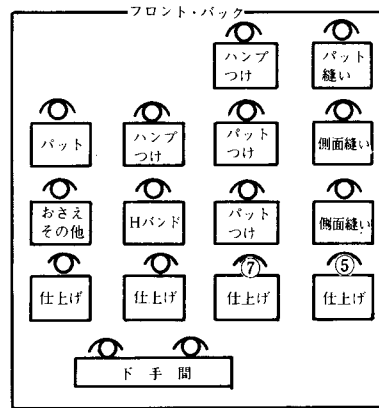 フロント・バック
ハンプ
つけ
パット
縫い
パット
ハンプ
つけ
パット
つけ
側面縫い
おさえ
その他
Hバンド
パット
つけ
側面縫い
仕上げ
仕上げ
⑦
仕上げ
⑤
仕上げ
ド手間